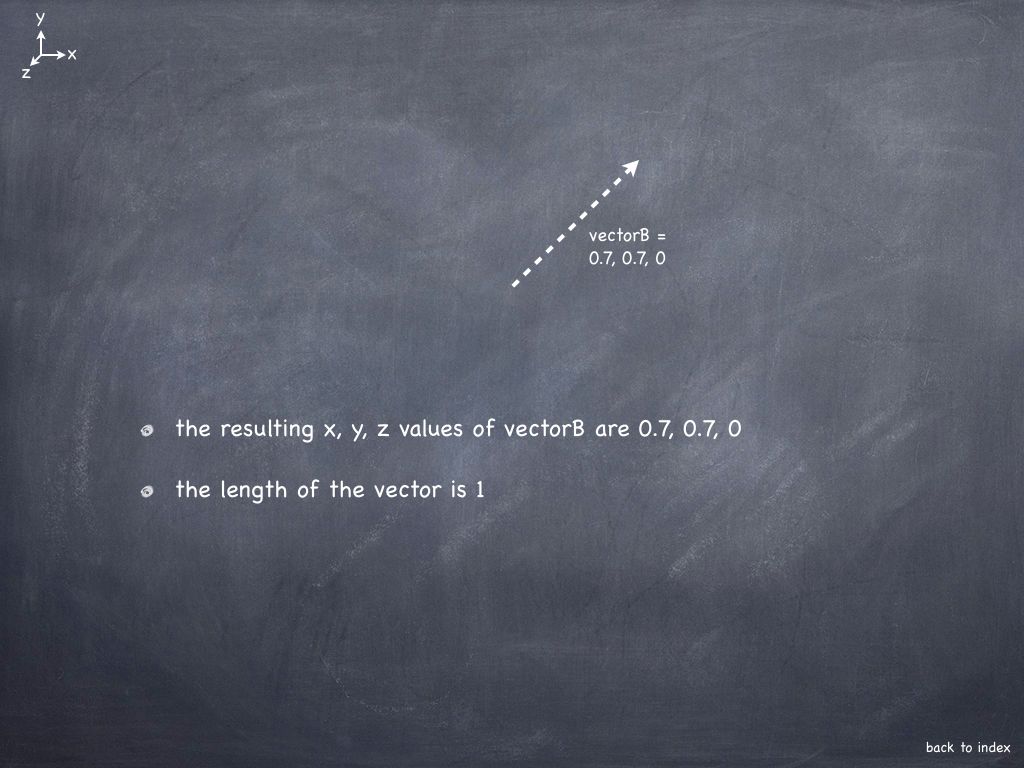 y
x
z
vectorB =
0.7, 0.7, 0
the resulting x, y, z values of vectorB are 0.7, 0.7, 0
the length of the vector is 1
back to index